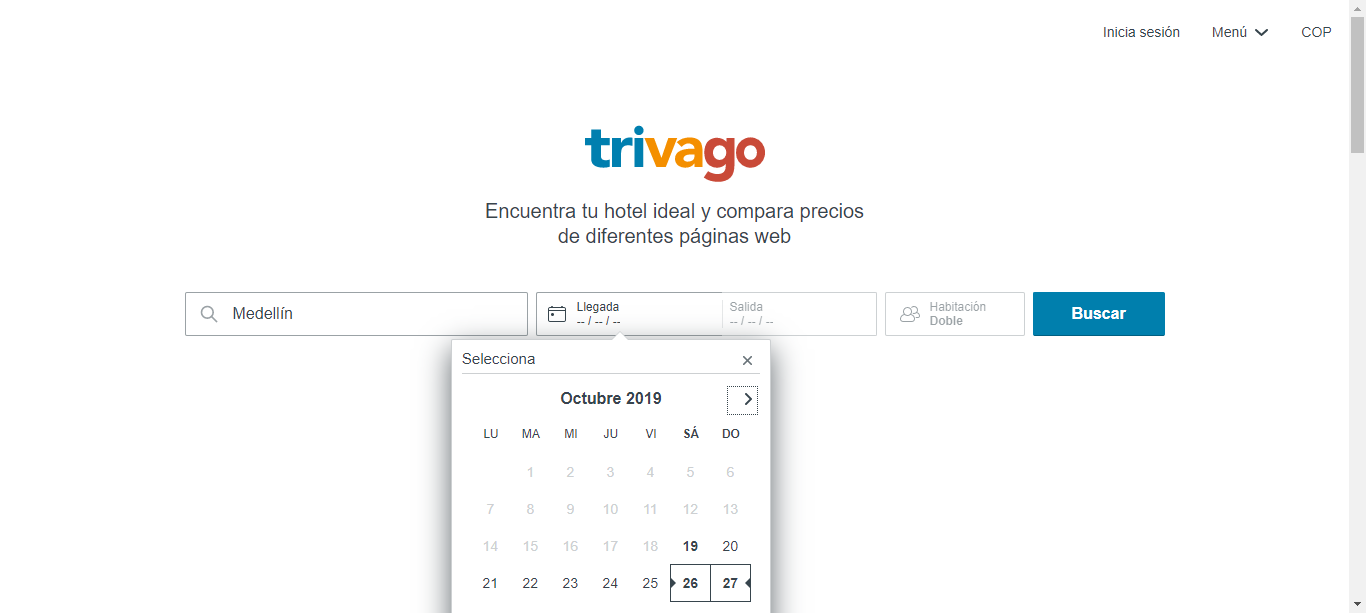 Inicia sesión Menú COP
trivago
Encuentra tu hotel ideal y compara precios
de diferentes páginas web
Medellín
Llegada
-- / -- / --
Salida
-- / -- / --
Habitación
Doble
Buscar
Selecciona
Octubre 2019
LU MA MI JU VI SÁ DO
1 2 3 4 5 6
7 8 9 10 11 12 13
14 15 16 17 18 19 20
21 22 23 24 25 26 27